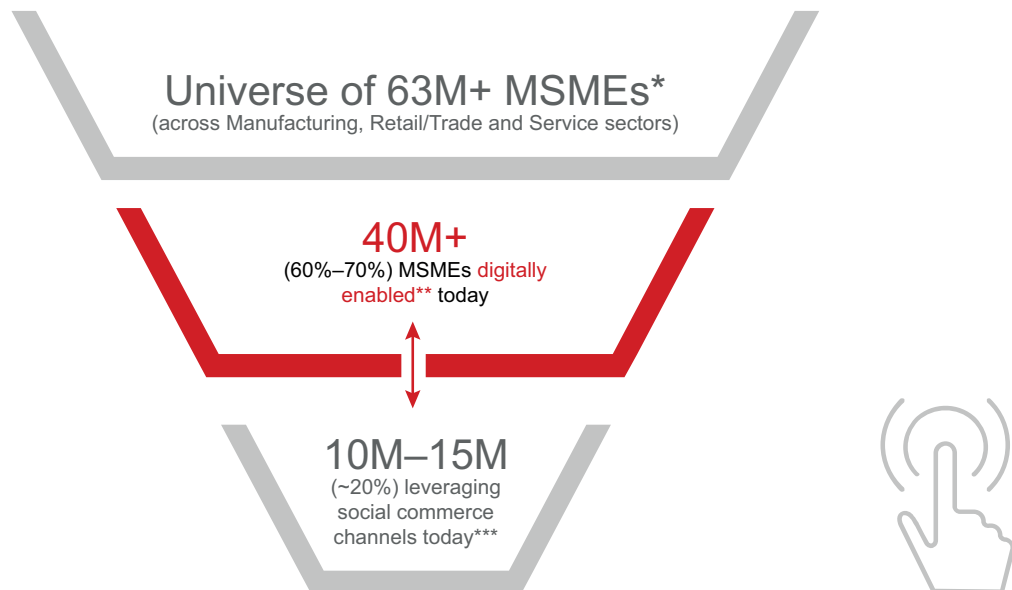 Universe of 63M+ MSMEs*
(across Manufacturing, Retail/Trade and Service sectors)
40M+
(60%–70%) MSMEs digitally
enabled** today
10M–15M
(~20%) leveraging
social commerce
channels today***